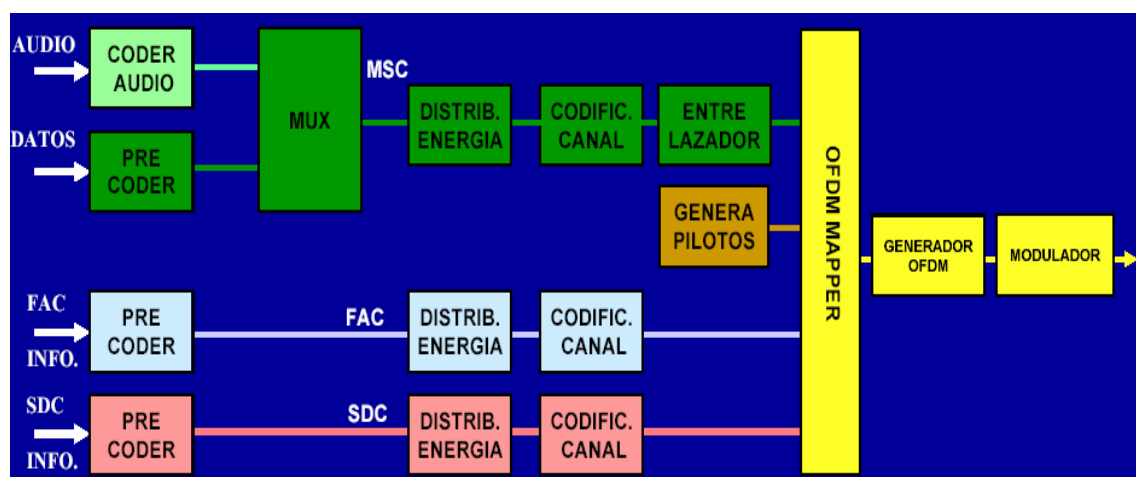 AUDIO
CODER
AUDIO
DATOS
PRE
CODER
MUX
MSC
DISTRIB.
ENERGIA
CODIFIC.
CANAL
ENTRE
LAZADOR
GENERA
PILOTOS
FAC
INFO.
PRE
CODER
FAC
DISTRIB.
ENERGIA
CODIFIC.
CANAL
SDC
INFO.
PRE
CODER
SDC
DISTRIB.
ENERGIA
CODIFIC.
CANAL
OFDM MAPPER
GENERADOR
OFDM
MODULADOR